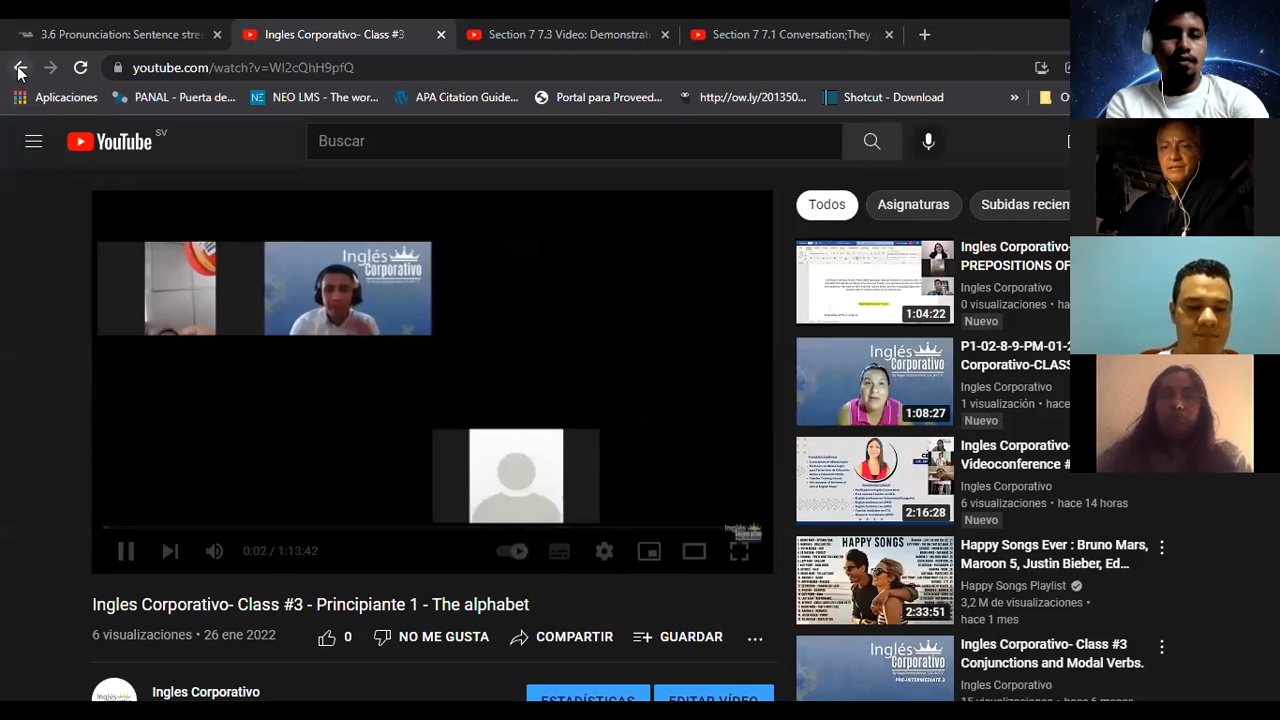 3.6 Pronunciation: Sentence stre
Ingles Corporativo- Class #3
Section 7 7.3 Video: Demonstrat
Section 7 7.1 Conversation;They
youtube.com/watch?v=WI2cQhH9pfQ
Aplicaciones
PANAL - Puerta de...
NEO LMS - The wor...
APA Citation Guide...
Portal para Proveed...
http://ow.ly/201350...
Shotcut - Download
»
YouTube SV
Buscar
Todos
Asignaturas
Subidas recien
Inglés
Corporativo
0:02 / 1:13:42
Ingles Corporativo- Class #3 - Principiante 1 - The alphabet
6 visualizaciones • 26 ene 2022
0
NO ME GUSTA
COMPARTIR
GUARDAR
Ingles Corporativo
ESTADÍSTICAS
EDITAR VÍDEO
1:04:22
Ingles Corporativo-
PREPOSITIONS OF
Ingles Corporativo
0 visualizaciones • hace
Nuevo
Inglés
Corporativo
1:08:27
P1-02-8-9-PM-01-2
Corporativo-CLASS
Ingles Corporativo
1 visualización • hace
Nuevo
2:16:28
Ingles Corporativo-
Videoconference #
Ingles Corporativo
6 visualizaciones • hace 14 horas
Nuevo
HAPPY SONGS
2:33:51
Happy Songs Ever : Bruno Mars,
Maroon 5, Justin Bieber, Ed...
Happy Songs Playlist
3,2 M de visualizaciones •
hace 1 mes
Inglés
Corporativo
PRE-INTERMEDIATE 2
Ingles Corporativo- Class #3
Conjunctions and Modal Verbs.
Ingles Corporativo